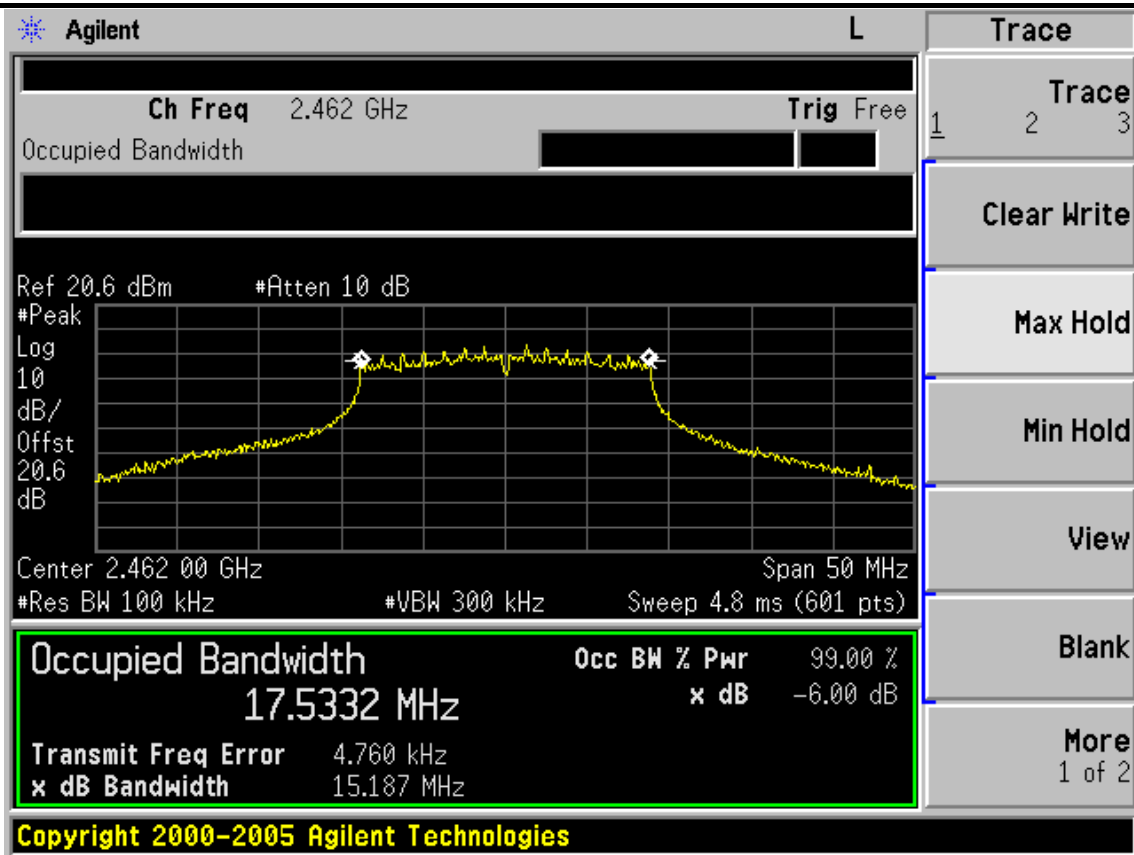 Agilent
L
Trace
Ch Freq 2.462 GHz
Trig Free
Occupied Bandwidth
Trace
1 2 3
Clear Write
Max Hold
Min Hold
View
Blank
More
1 of 2
Ref 20.6 dBm #Atten 10 dB
#Peak
Log
10
dB/
Offst
20.6
dB
Center 2.462 00 GHz Span 50 MHz
#Res BW 100 kHz #VBW 300 kHz Sweep 4.8 ms (601 pts)
Occupied Bandwidth
17.5332 MHz
Occ BW % Pwr 99.00 %
x dB -6.00 dB
Transmit Freq Error 4.760 kHz
x dB Bandwidth 15.187 MHz
Copyright 2000-2005 Agilent Technologies